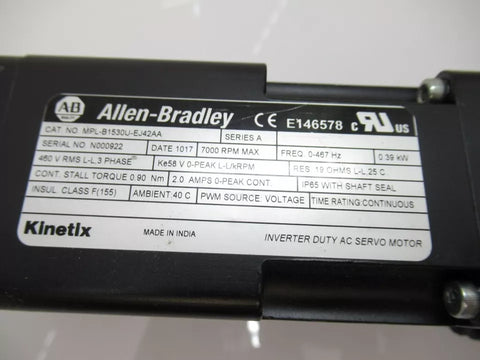 AB Allen-Bradley CE E146578 c RU US
CAT. NO. MPL-B1530U-EJ42AA SERIES A
SERIAL NO. N000922 DATE 1017 7000 RPM MAX FREQ. 0-467 Hz 0.39 kW
460 V RMS L-L,3 PHASE Ke58 V 0-PEAK L-L/kRPM RES. 19 OHMS L-L,25 C
CONT. STALL TORQUE 0.90 Nm 2.0 AMPS 0-PEAK CONT. IP65 WITH SHAFT SEAL
INSUL. CLASS F(155) AMBIENT 40 C PWM SOURCE: VOLTAGE TIME RATING:CONTINUOUS
Kinetix MADE IN INDIA INVERTER DUTY AC SERVO MOTOR